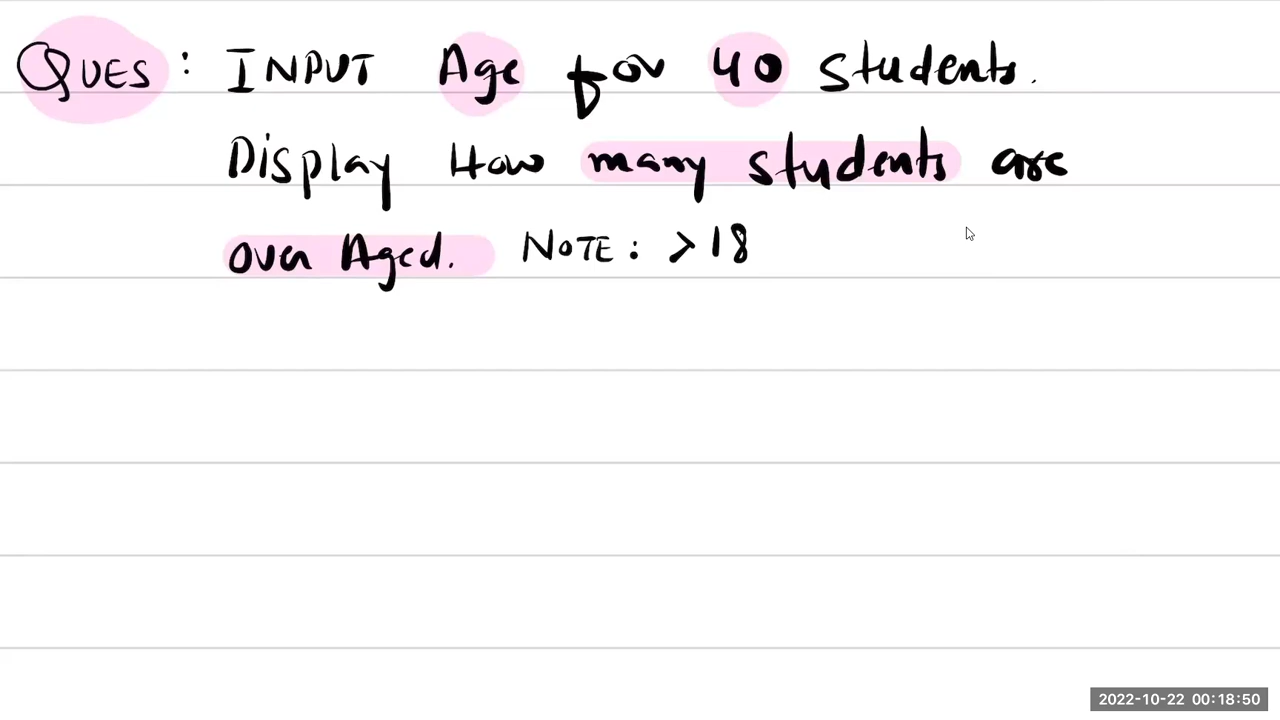 QUES : INPUT Age for 40 students.
Display How many students are
over Aged. NOTE : >18
2022-10-22 00:18:50